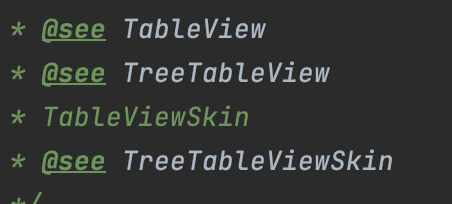 * @see TableView
* @see TreeTableView
* TableViewSkin
* @see TreeTableViewSkin
*/